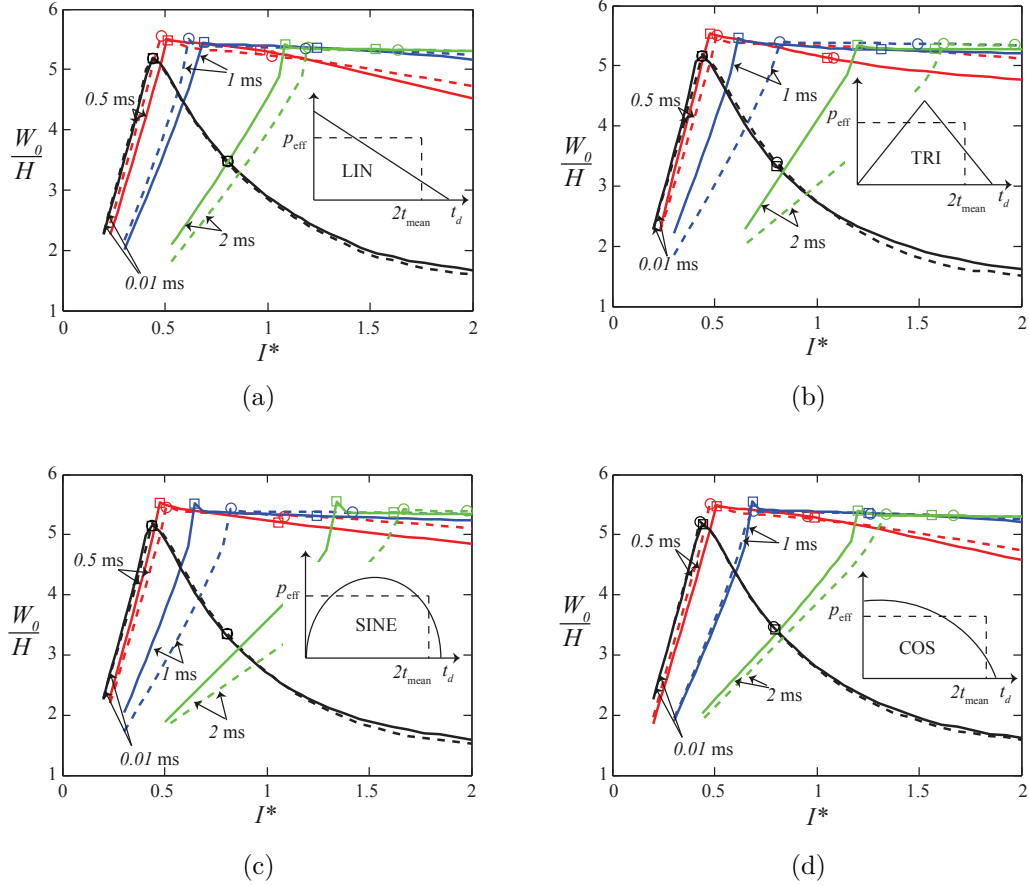 6
5
4
3
2
1
W₀/H
0
0.5
1
1.5
2
I*
0.5 ms
1 ms
2 ms
0.01 ms
p_eff
LIN
2t_mean
t_d
(a)
6
5
4
3
2
1
W₀/H
0
0.5
1
1.5
2
I*
0.5 ms
1 ms
2 ms
0.01 ms
p_eff
TRI
2t_mean
t_d
(b)
6
5
4
3
2
1
W₀/H
0
0.5
1
1.5
2
I*
0.5 ms
1 ms
2 ms
0.01 ms
p_eff
SINE
2t_mean
t_d
(c)
6
5
4
3
2
1
W₀/H
0
0.5
1
1.5
2
I*
0.5 ms
1 ms
2 ms
0.01 ms
p_eff
COS
2t_mean
t_d
(d)